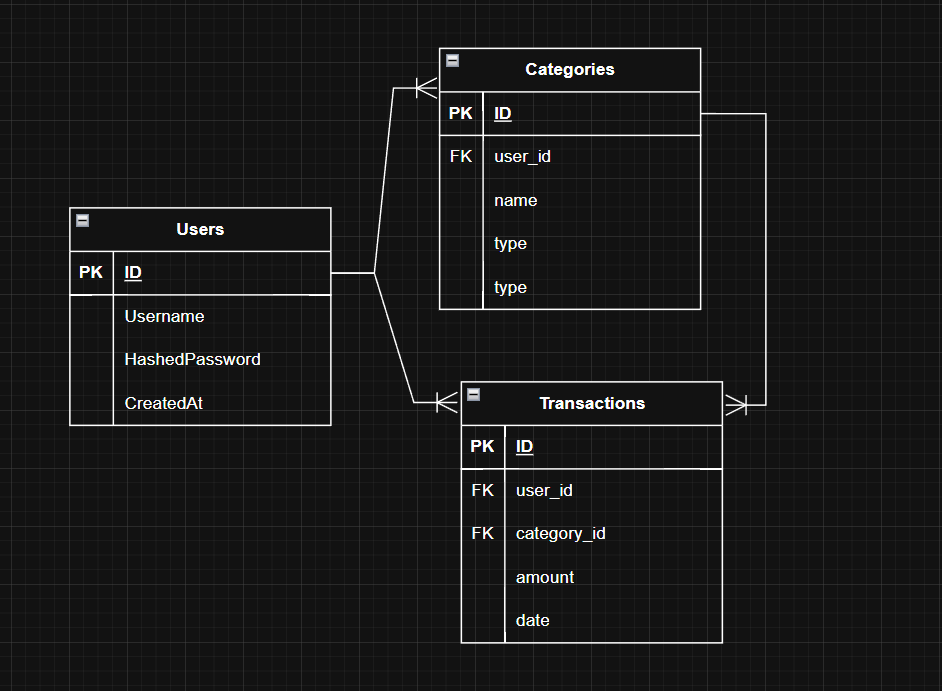 Categories
PK ID
FK user_id
name
type
type
Users
PK ID
Username
HashedPassword
CreatedAt
Transactions
PK ID
FK user_id
FK category_id
amount
date